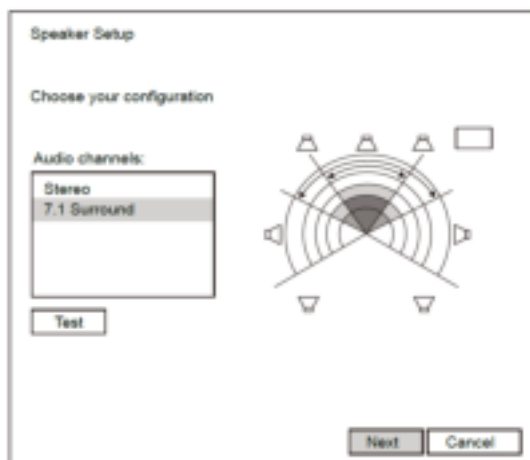 Speaker Setup
Choose your configuration
Audio channels:
Stereo
7.1 Surround
Test
Next
Cancel